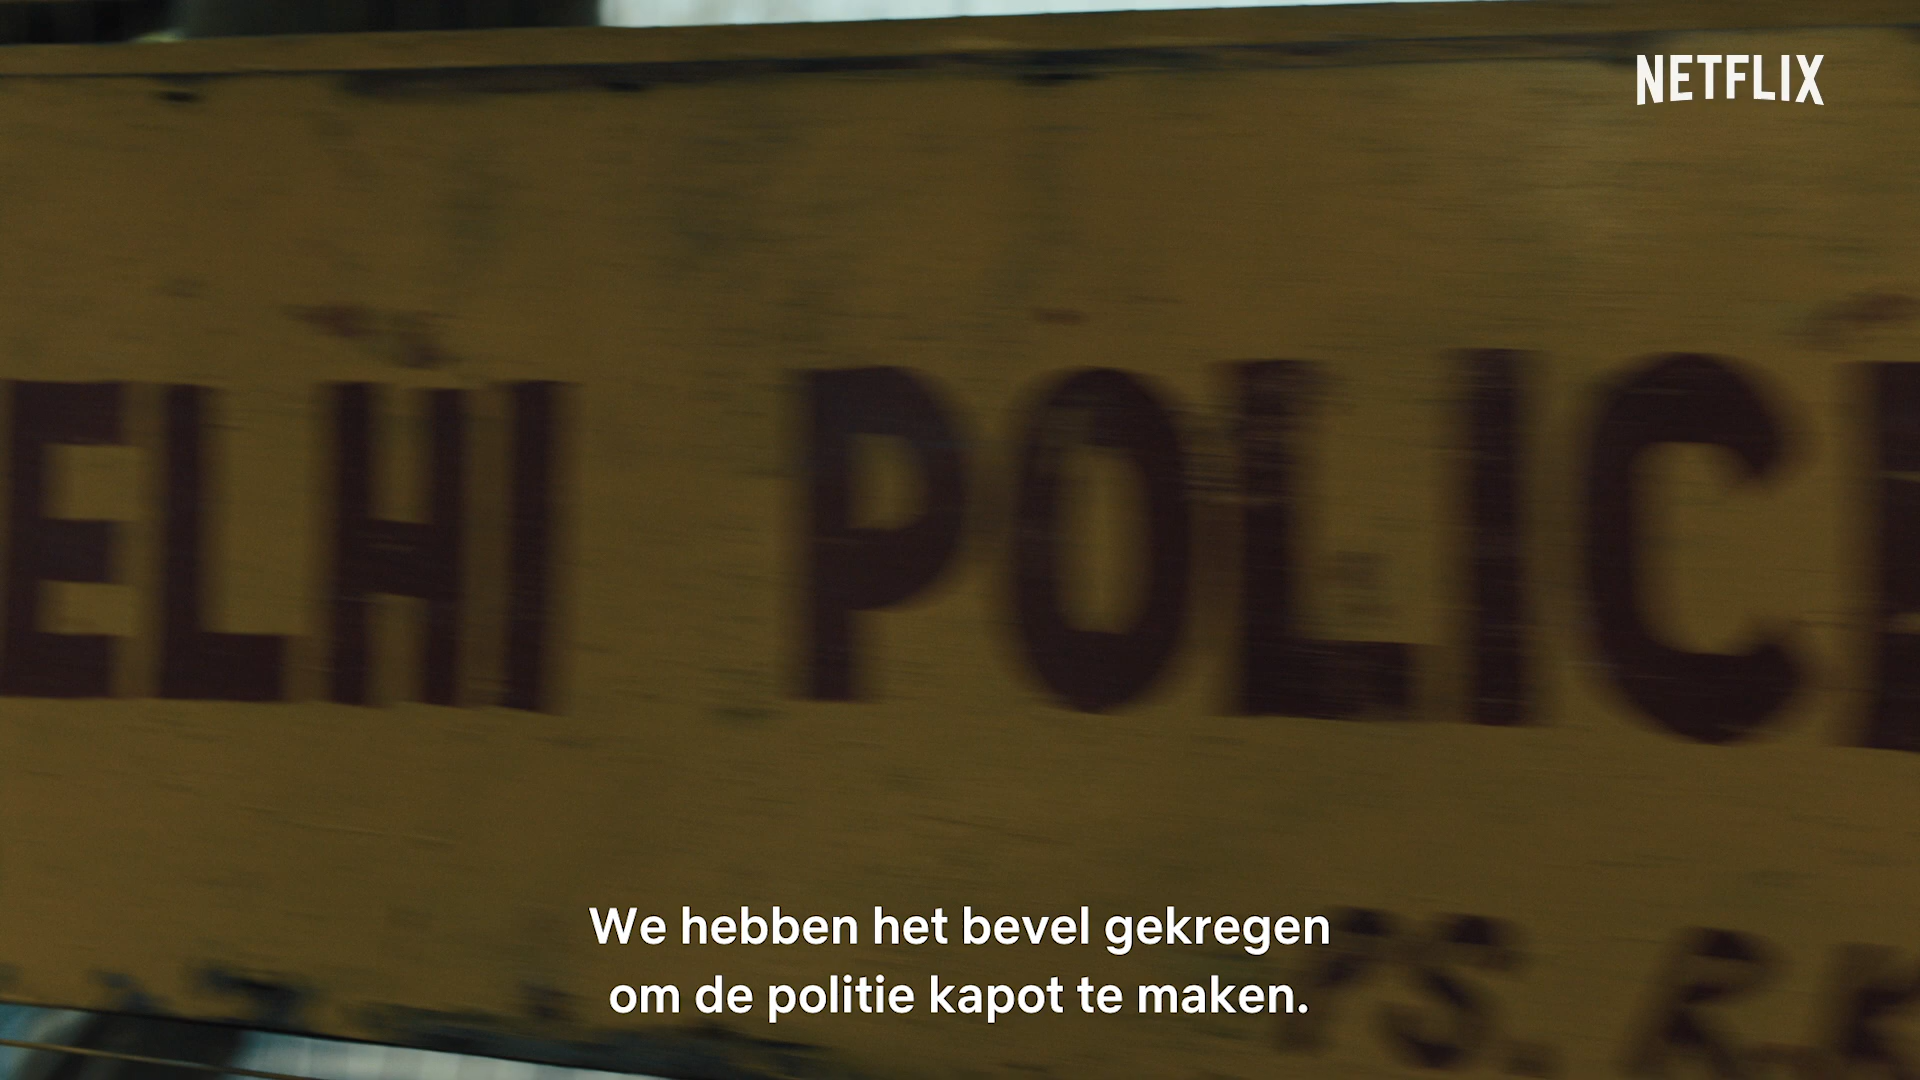 NETFLIX
ELHI POLICE
We hebben het bevel gekregen
om de politie kapot te maken.